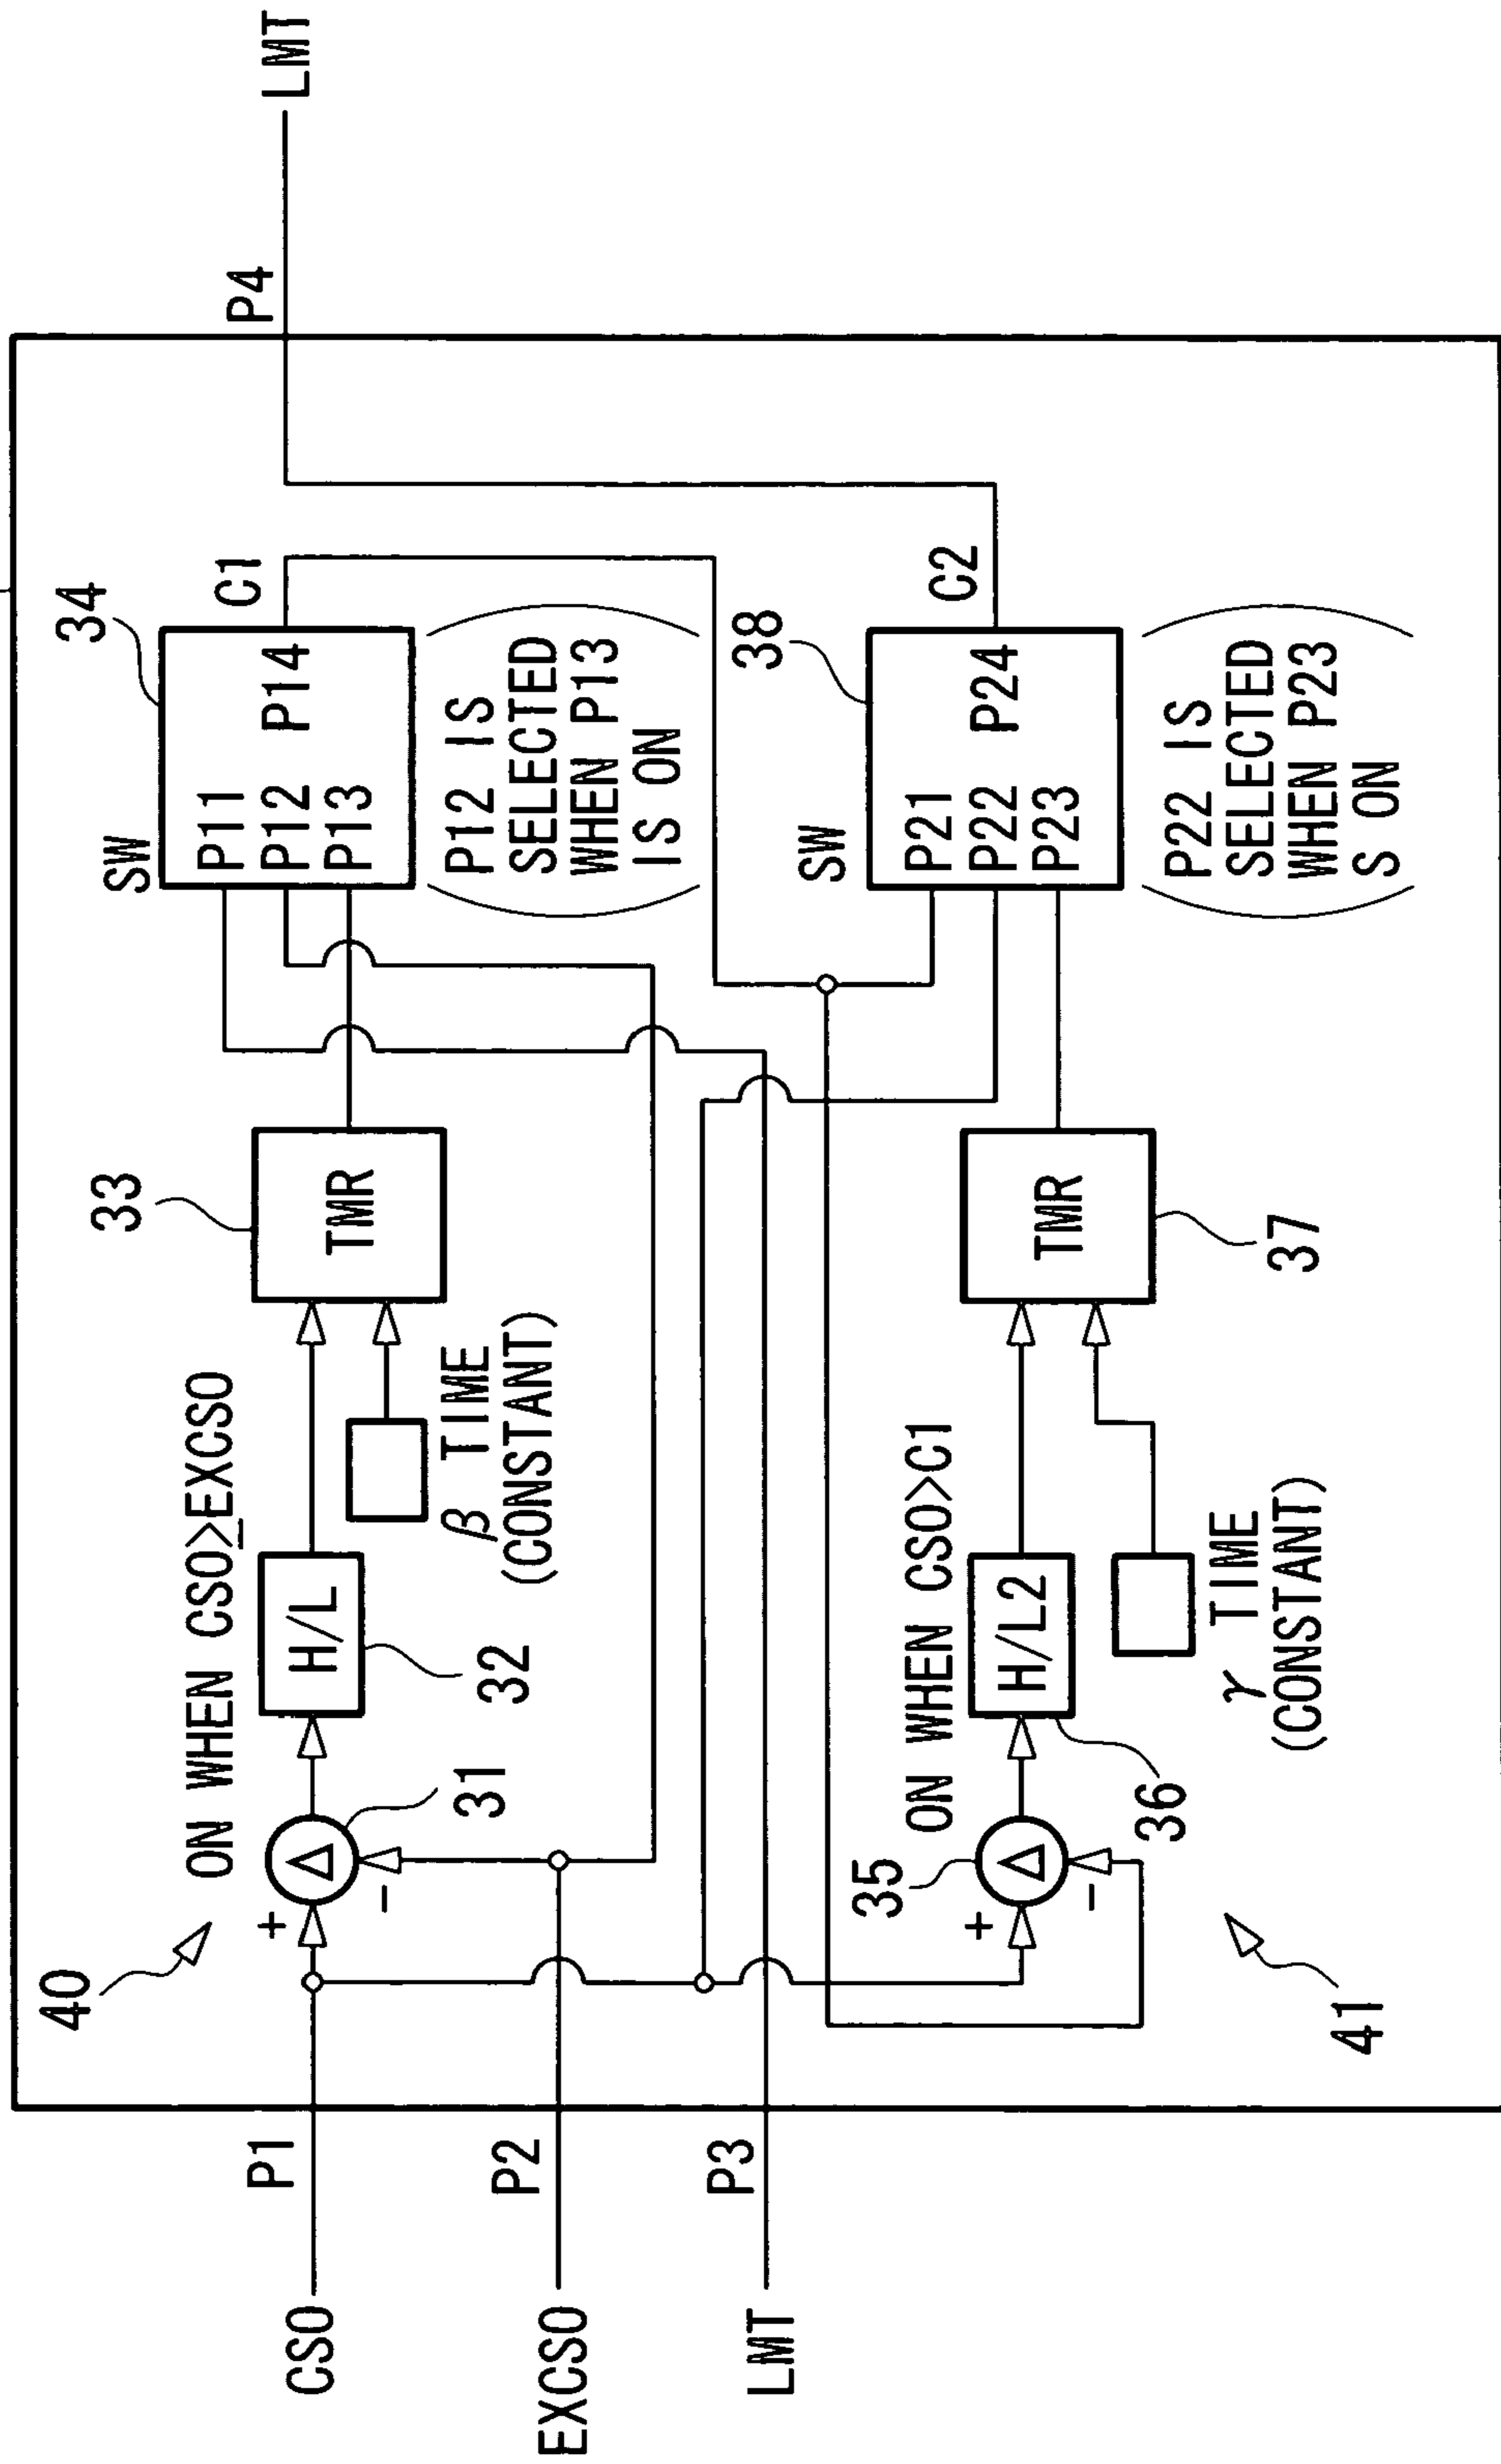 40
ON WHEN CSO≥EXCSO
SW
34
33
+
−
31
H/L
32
β TIME
(CONSTANT)
TMR
P11
P12 P14
P13
C1
P12 IS
SELECTED
WHEN P13
IS ON
P4
LMT
CSO
P1
EXCSO
P2
LMT
P3
35
+
−
36
ON WHEN CSO>C1
H/L2
γ TIME
(CONSTANT)
TMR
37
SW
38
P21
P22 P24
P23
C2
P22 IS
SELECTED
WHEN P23
S ON
41